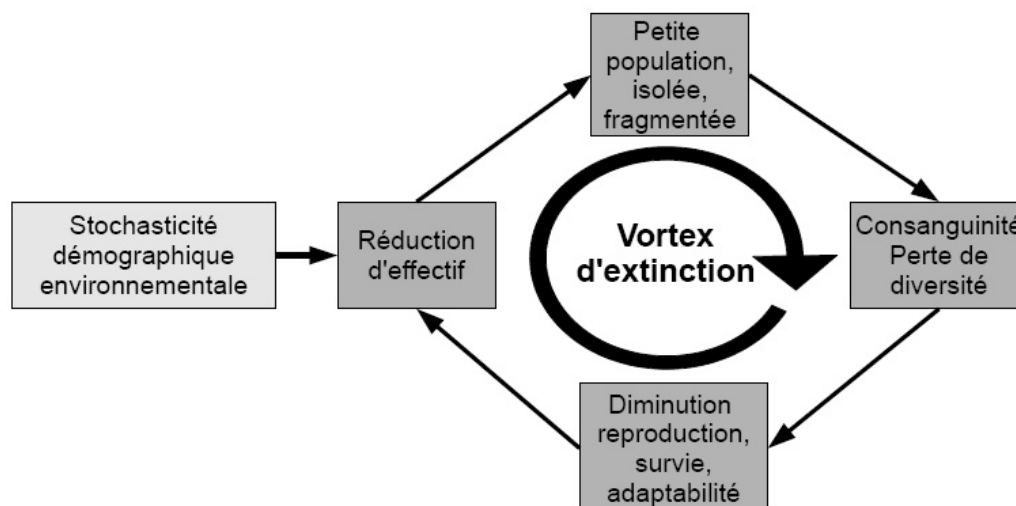 Petite
population,
isolée,
fragmentée
Stochasticité
démographique
environnementale
Réduction
d'effectif
Vortex
d'extinction
Consanguinité
Perte de
diversité
Diminution
reproduction,
survie,
adaptabilité